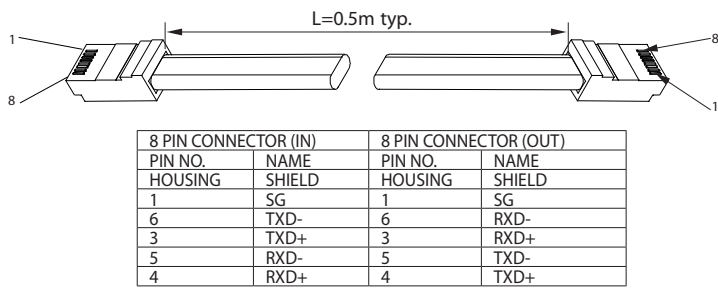 L=0.5m typ.
1
8
8
1
8 PIN CONNECTOR (IN) 8 PIN CONNECTOR (OUT)
PIN NO. NAME PIN NO. NAME
HOUSING SHIELD HOUSING SHIELD
1 SG 1 SG
6 TXD- 6 RXD-
3 TXD+ 3 RXD+
5 RXD- 5 TXD-
4 RXD+ 4 TXD+